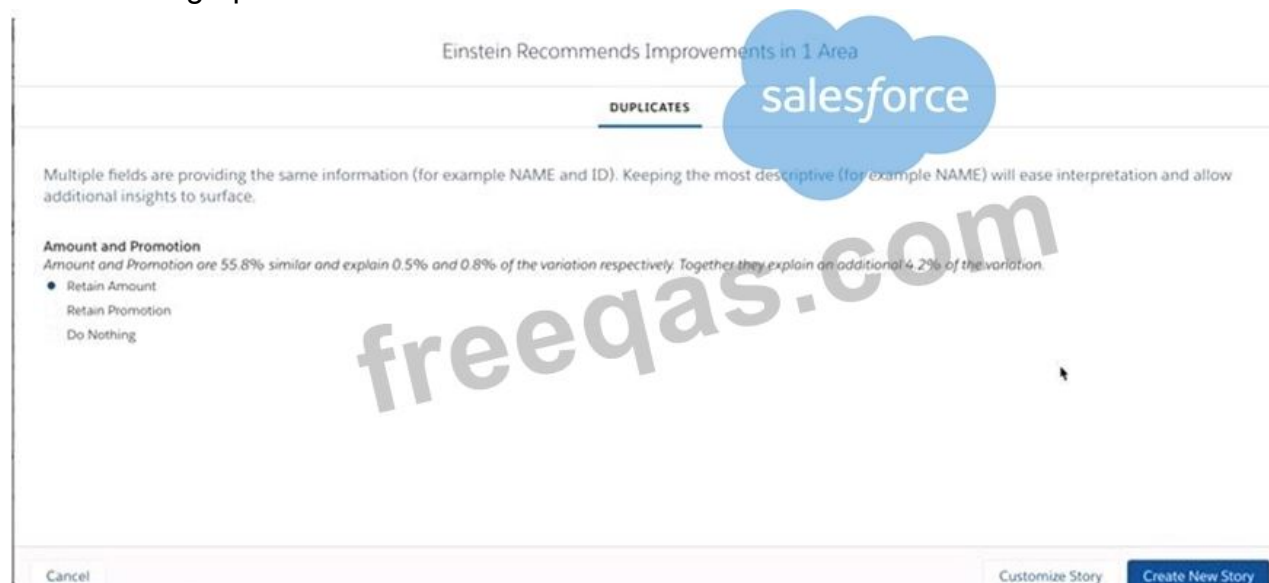 Einstein Recommends Improvements in 1 Area
salesforce
DUPLICATES
Multiple fields are providing the same information (for example NAME and ID). Keeping the most descriptive (for example NAME) will ease interpretation and allow
additional insights to surface.
Amount and Promotion
Amount and Promotion are 55.8% similar and explain 0.5% and 0.8% of the variation respectively. Together they explain an additional 4.2% of the variation.
Retain Amount
Retain Promotion
Do Nothing
freeqas.com
Cancel
Customize Story
Create New Story